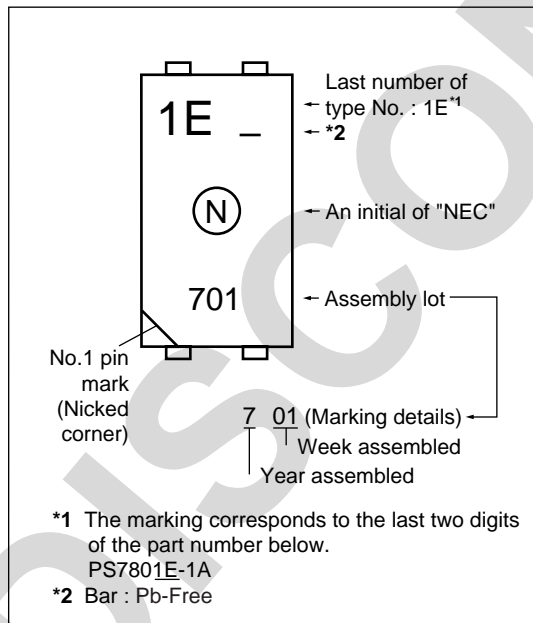 Last number of
type No. : 1E*1
1E _
*2
N
An initial of "NEC"
701
Assembly lot
No.1 pin
mark
(Nicked
corner)
7 01 (Marking details)
Week assembled
Year assembled
*1 The marking corresponds to the last two digits
of the part number below.
PS7801E-1A
*2 Bar : Pb-Free
DISCON